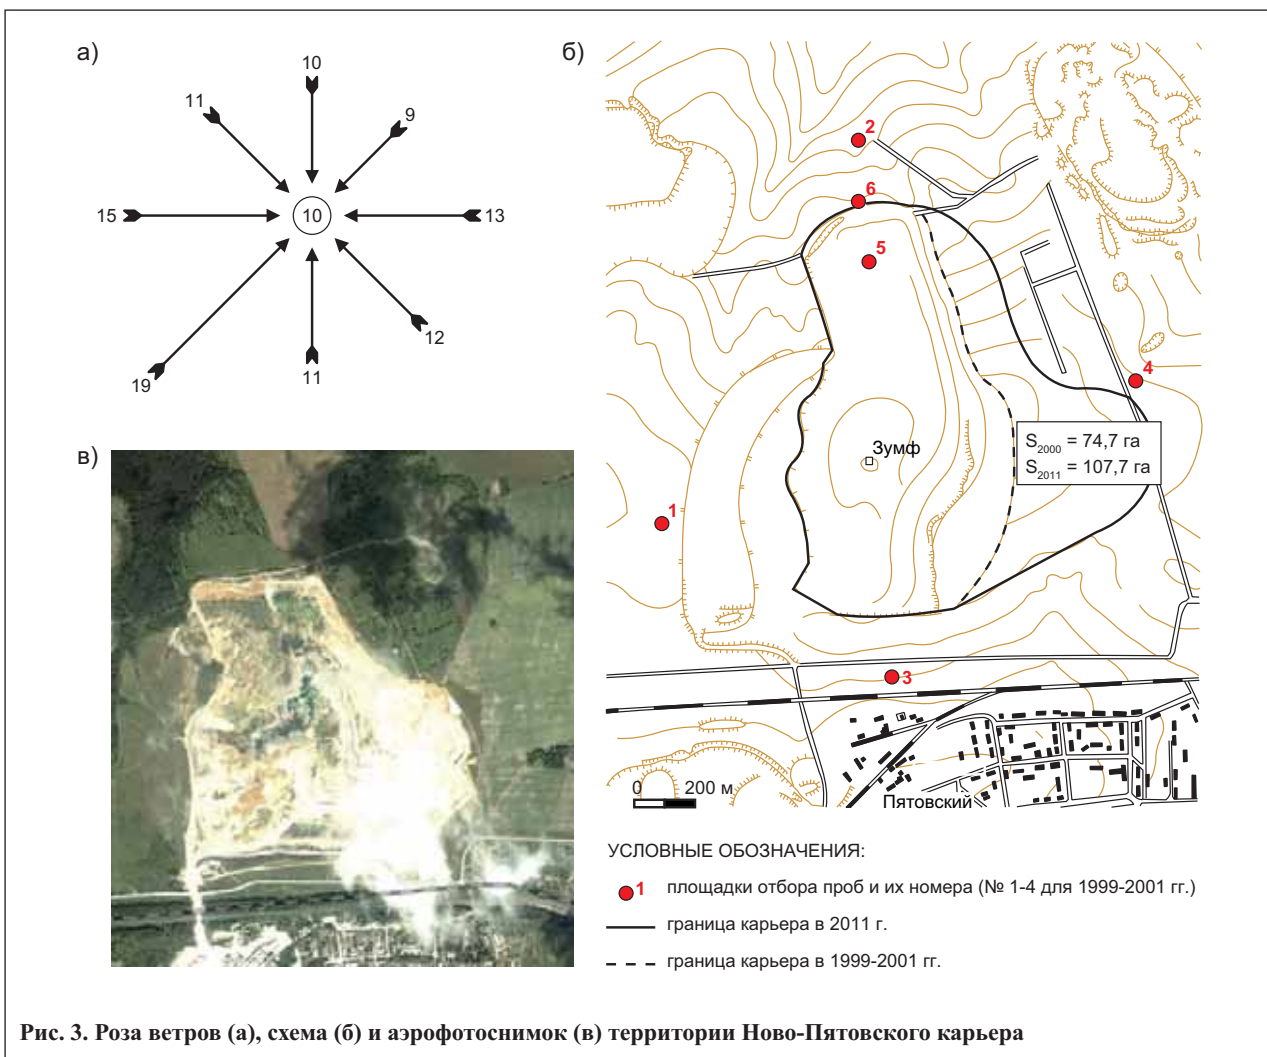 а)
10
11
9
15
10
13
19
11
12
б)
2
6
5
4
Зумф
S2000 = 74,7 га
S2011 = 107,7 га
1
3
0 200 м
Пятовский
в)
УСЛОВНЫЕ ОБОЗНАЧЕНИЯ:
1 площадки отбора проб и их номера (№ 1-4 для 1999-2001 гг.)
граница карьера в 2011 г.
граница карьера в 1999-2001 гг.
Рис. 3. Роза ветров (а), схема (б) и аэрофотоснимок (в) территории Ново-Пятовского карьера